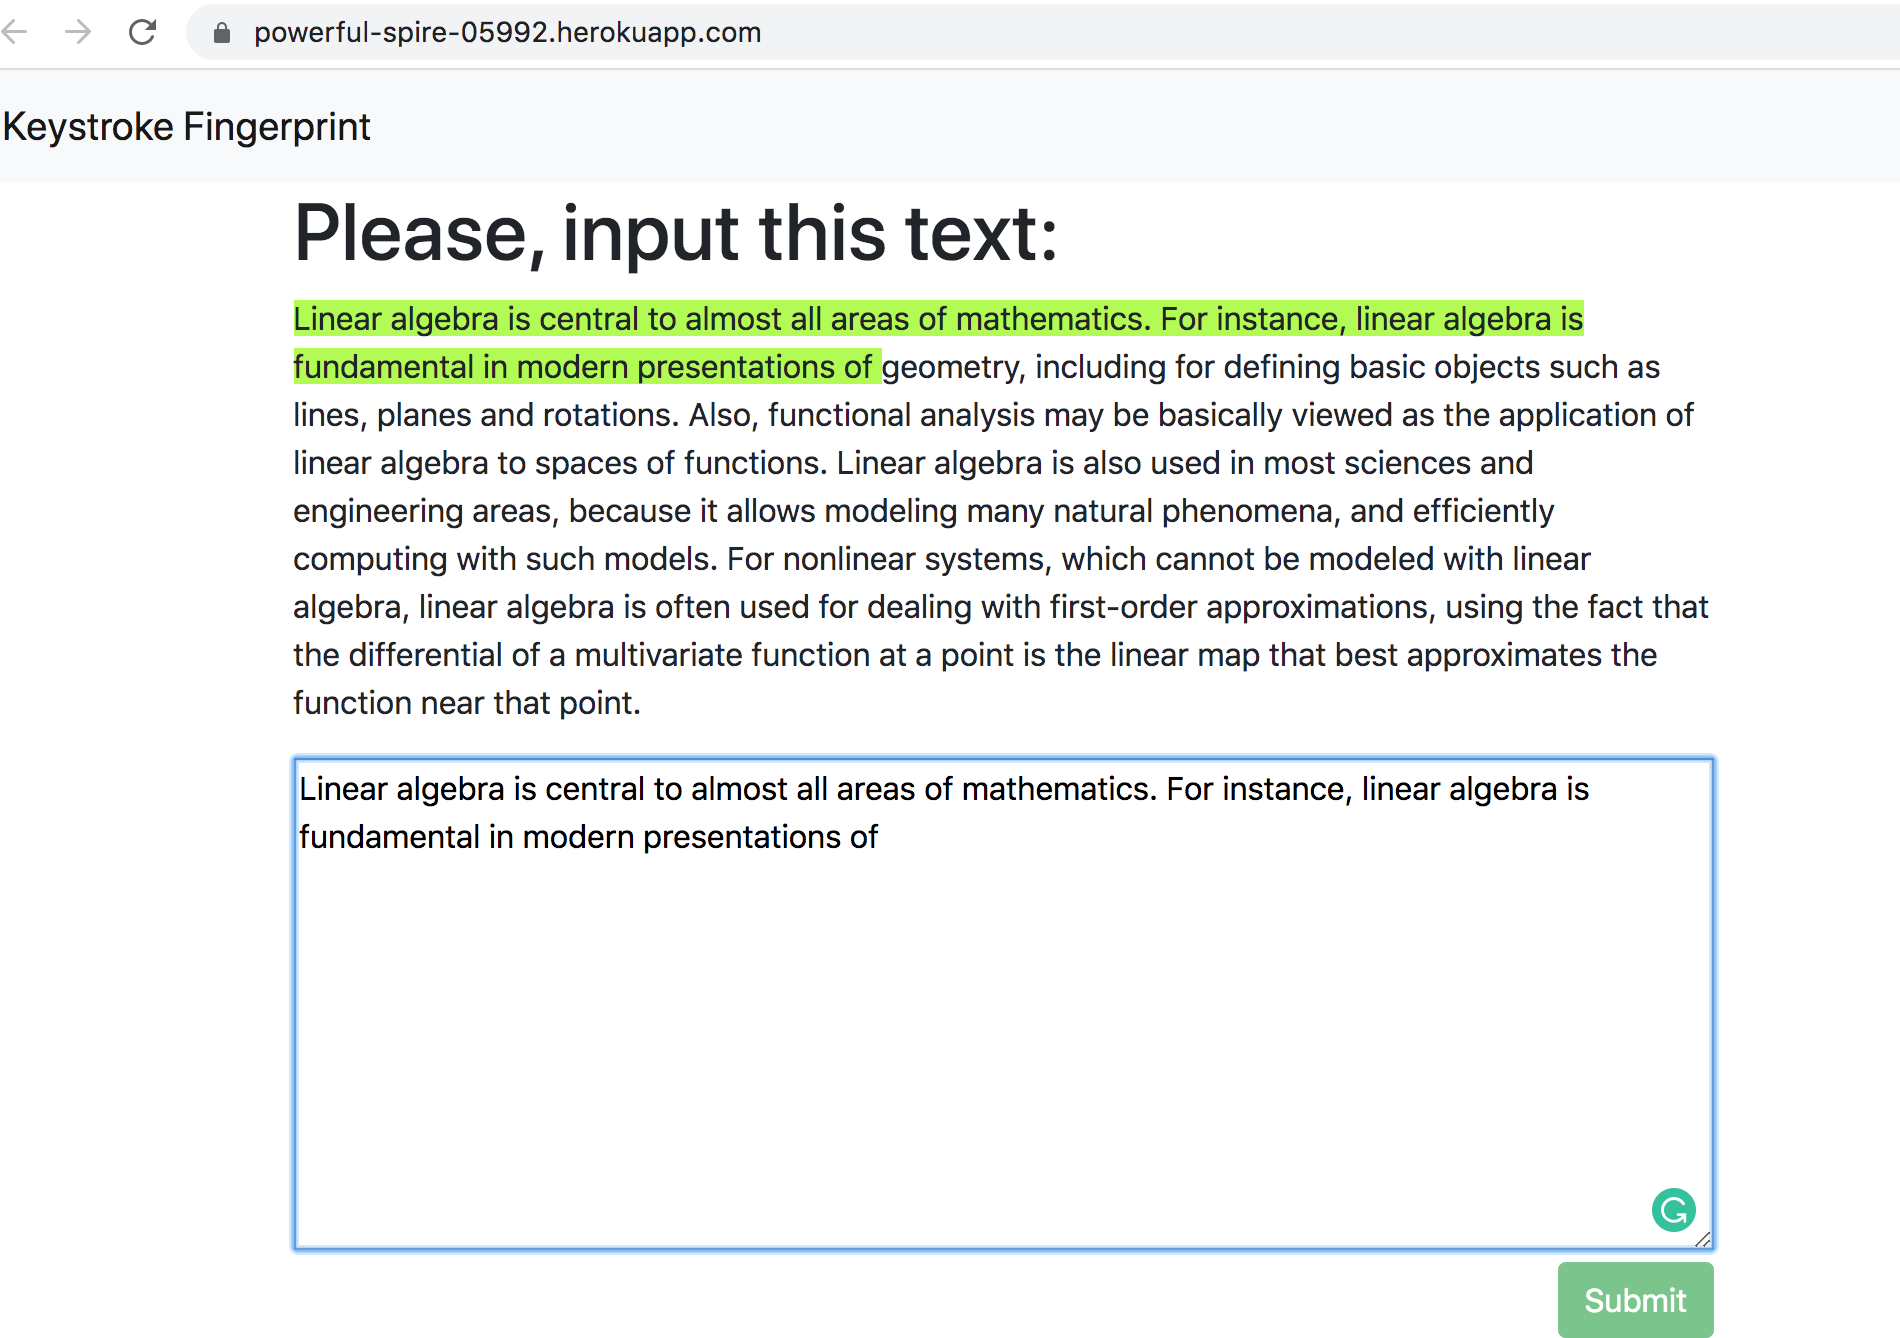 powerful-spire-05992.herokuapp.com
Keystroke Fingerprint
Please, input this text:
Linear algebra is central to almost all areas of mathematics. For instance, linear algebra is
fundamental in modern presentations of geometry, including for defining basic objects such as
lines, planes and rotations. Also, functional analysis may be basically viewed as the application of
linear algebra to spaces of functions. Linear algebra is also used in most sciences and
engineering areas, because it allows modeling many natural phenomena, and efficiently
computing with such models. For nonlinear systems, which cannot be modeled with linear
algebra, linear algebra is often used for dealing with first-order approximations, using the fact that
the differential of a multivariate function at a point is the linear map that best approximates the
function near that point.
Linear algebra is central to almost all areas of mathematics. For instance, linear algebra is
fundamental in modern presentations of
Submit